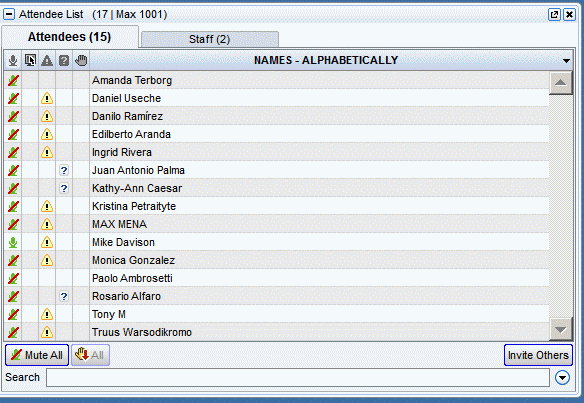 Attendee List (17 | Max 1001)
Attendees (15) Staff (2)
NAMES - ALPHABETICALLY
Amanda Terborg
Daniel Useche
Danilo Ramírez
Edilberto Aranda
Ingrid Rivera
? Juan Antonio Palma
? Kathy-Ann Caesar
Kristina Petraityte
MAX MENA
Mike Davison
Monica Gonzalez
Paolo Ambrosetti
? Rosario Alfaro
Tony M
Truus Warsodikromo
Mute All All Invite Others
Search